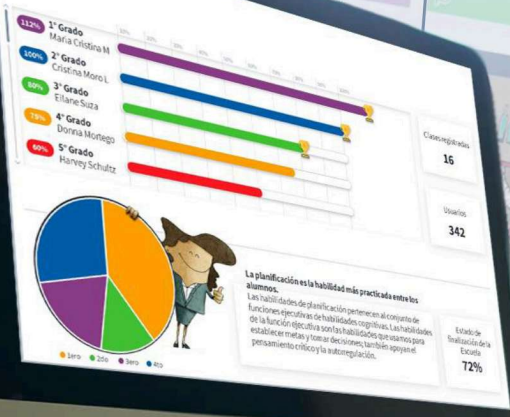 112%
1° Grado
Maria Cristina M
100%
2° Grado
Cristina Moro L
80%
3° Grado
Eliane Suza
75%
4° Grado
Donna Mortego
60%
5° Grado
Harvey Schultz
Clases registradas
16
Usuarios
342
La planificación es la habilidad más practicada entre los
alumnos.
Las habilidades de planificación pertenecen al conjunto de
funciones ejecutivas de habilidades cognitivas. Las habilidades
de la función ejecutiva son las habilidades que usamos para
establecer metas y tomar decisiones; también apoyan el
pensamiento crítico y la autorregulación.
Estado de
finalización de la
Escuela
72%
1ero 2do 3ero 4to